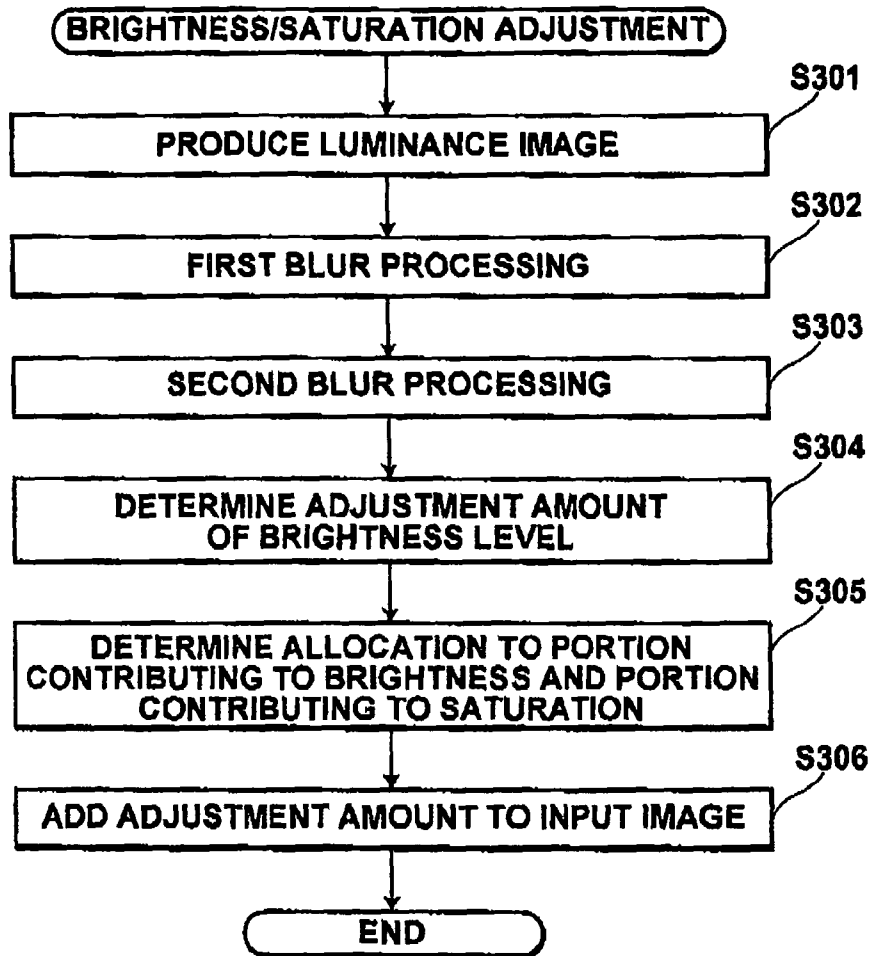 BRIGHTNESS/SATURATION ADJUSTMENT
S301
PRODUCE LUMINANCE IMAGE
S302
FIRST BLUR PROCESSING
S303
SECOND BLUR PROCESSING
S304
DETERMINE ADJUSTMENT AMOUNT
OF BRIGHTNESS LEVEL
S305
DETERMINE ALLOCATION TO PORTION
CONTRIBUTING TO BRIGHTNESS AND PORTION
CONTRIBUTING TO SATURATION
S306
ADD ADJUSTMENT AMOUNT TO INPUT IMAGE
END